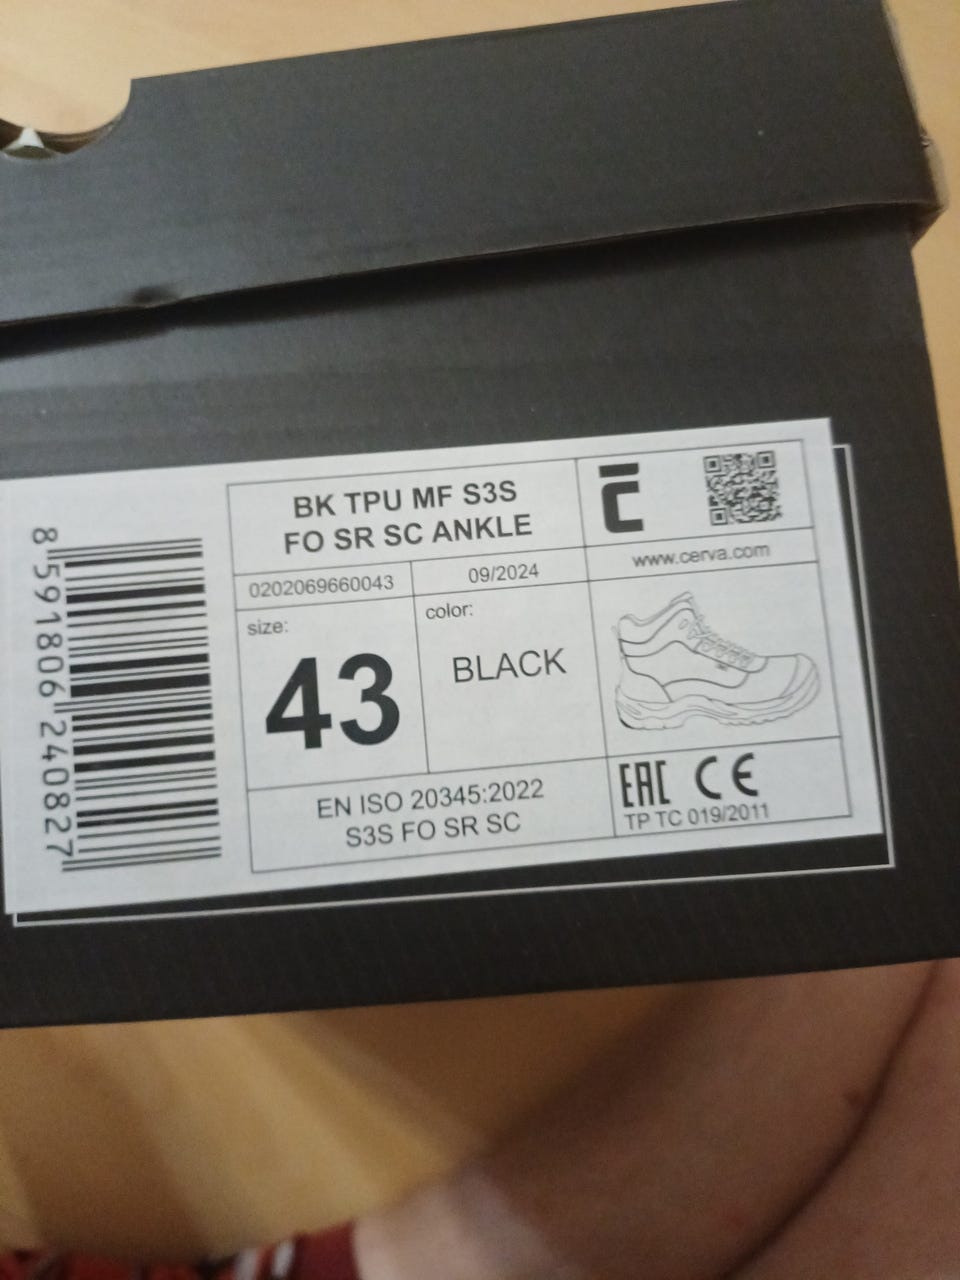 BK TPU MF S3S
FO SR SC ANKLE
0202069660043
09/2024
www.cerva.com
size:
43
color:
BLACK
EN ISO 20345:2022
S3S FO SR SC
EAC CE
TP TC 019/2011
8 591806 240827